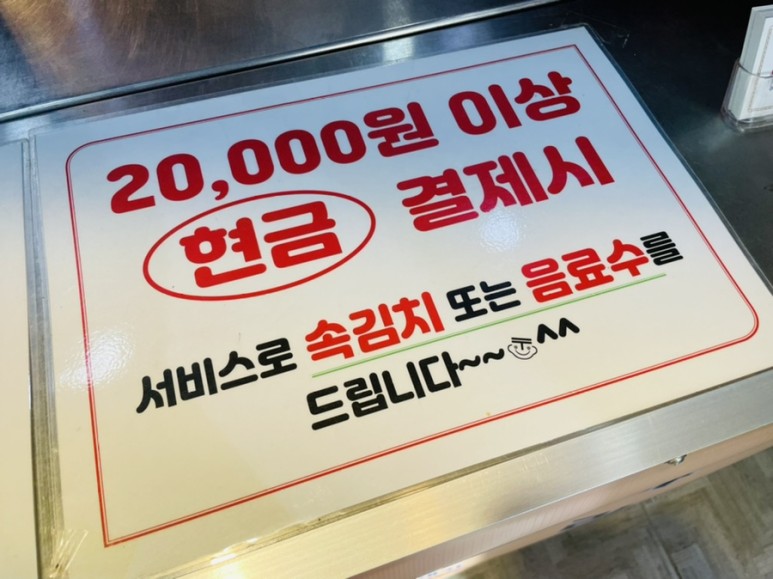 20,000원 이상
현금 결제시
서비스로 속김치 또는 음료수를
드립니다~~^^